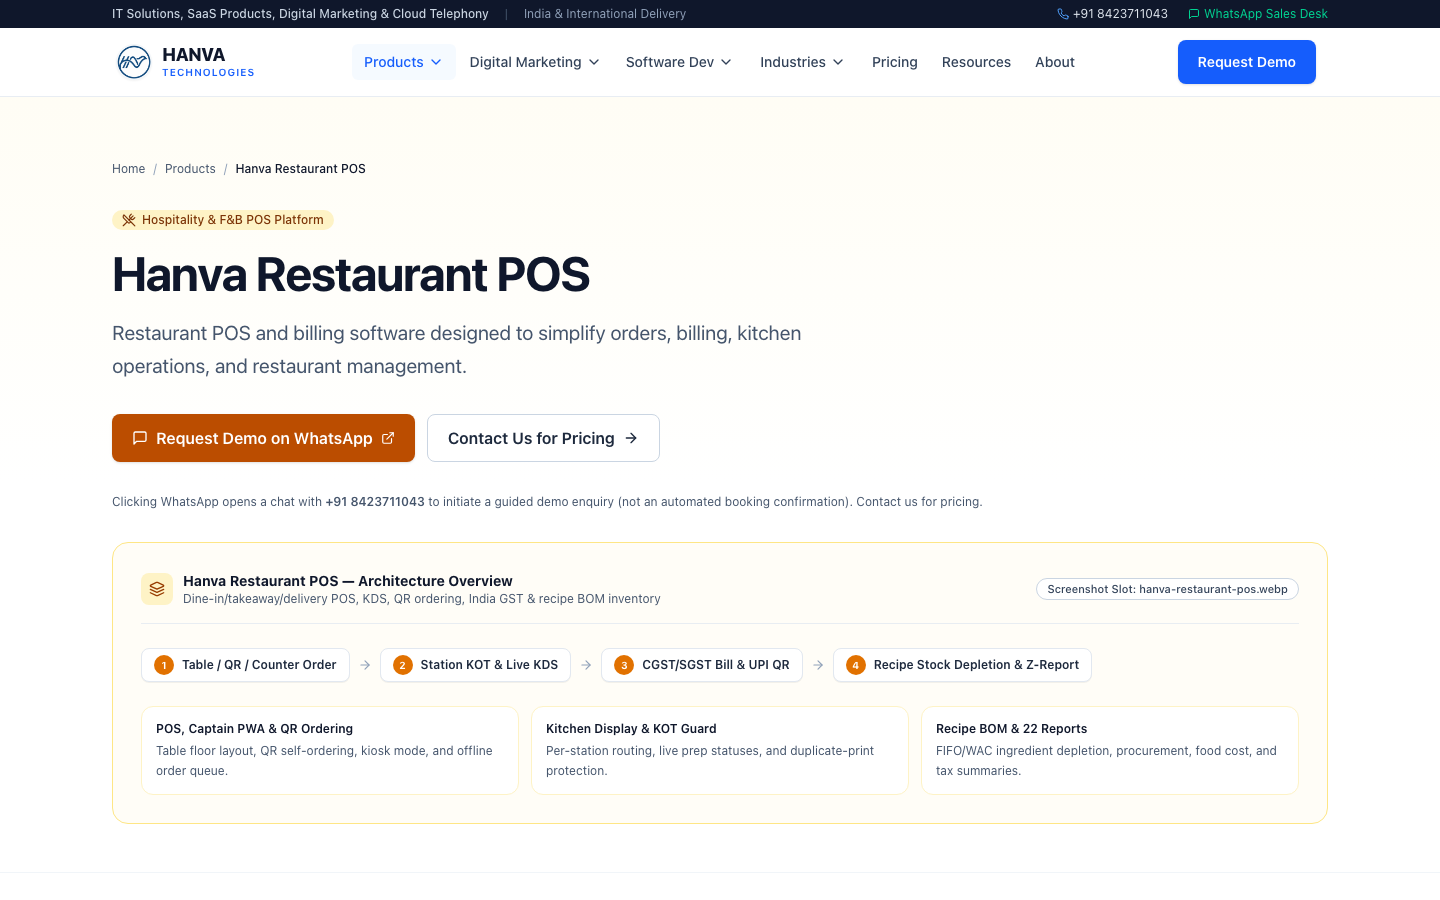 IT Solutions, SaaS Products, Digital Marketing & Cloud Telephony | India & International Delivery
+91 8423711043 WhatsApp Sales Desk
HANVA
TECHNOLOGIES
Products Digital Marketing Software Dev Industries Pricing Resources About
Request Demo
Home / Products / Hanva Restaurant POS
Hospitality & F&B POS Platform
Hanva Restaurant POS
Restaurant POS and billing software designed to simplify orders, billing, kitchen
operations, and restaurant management.
Request Demo on WhatsApp
Contact Us for Pricing
Clicking WhatsApp opens a chat with +91 8423711043 to initiate a guided demo enquiry (not an automated booking confirmation). Contact us for pricing.
Hanva Restaurant POS — Architecture Overview
Dine-in/takeaway/delivery POS, KDS, QR ordering, India GST & recipe BOM inventory
Screenshot Slot: hanva-restaurant-pos.webp
1 Table / QR / Counter Order
2 Station KOT & Live KDS
3 CGST/SGST Bill & UPI QR
4 Recipe Stock Depletion & Z-Report
POS, Captain PWA & QR Ordering
Table floor layout, QR self-ordering, kiosk mode, and offline
order queue.
Kitchen Display & KOT Guard
Per-station routing, live prep statuses, and duplicate-print
protection.
Recipe BOM & 22 Reports
FIFO/WAC ingredient depletion, procurement, food cost, and
tax summaries.